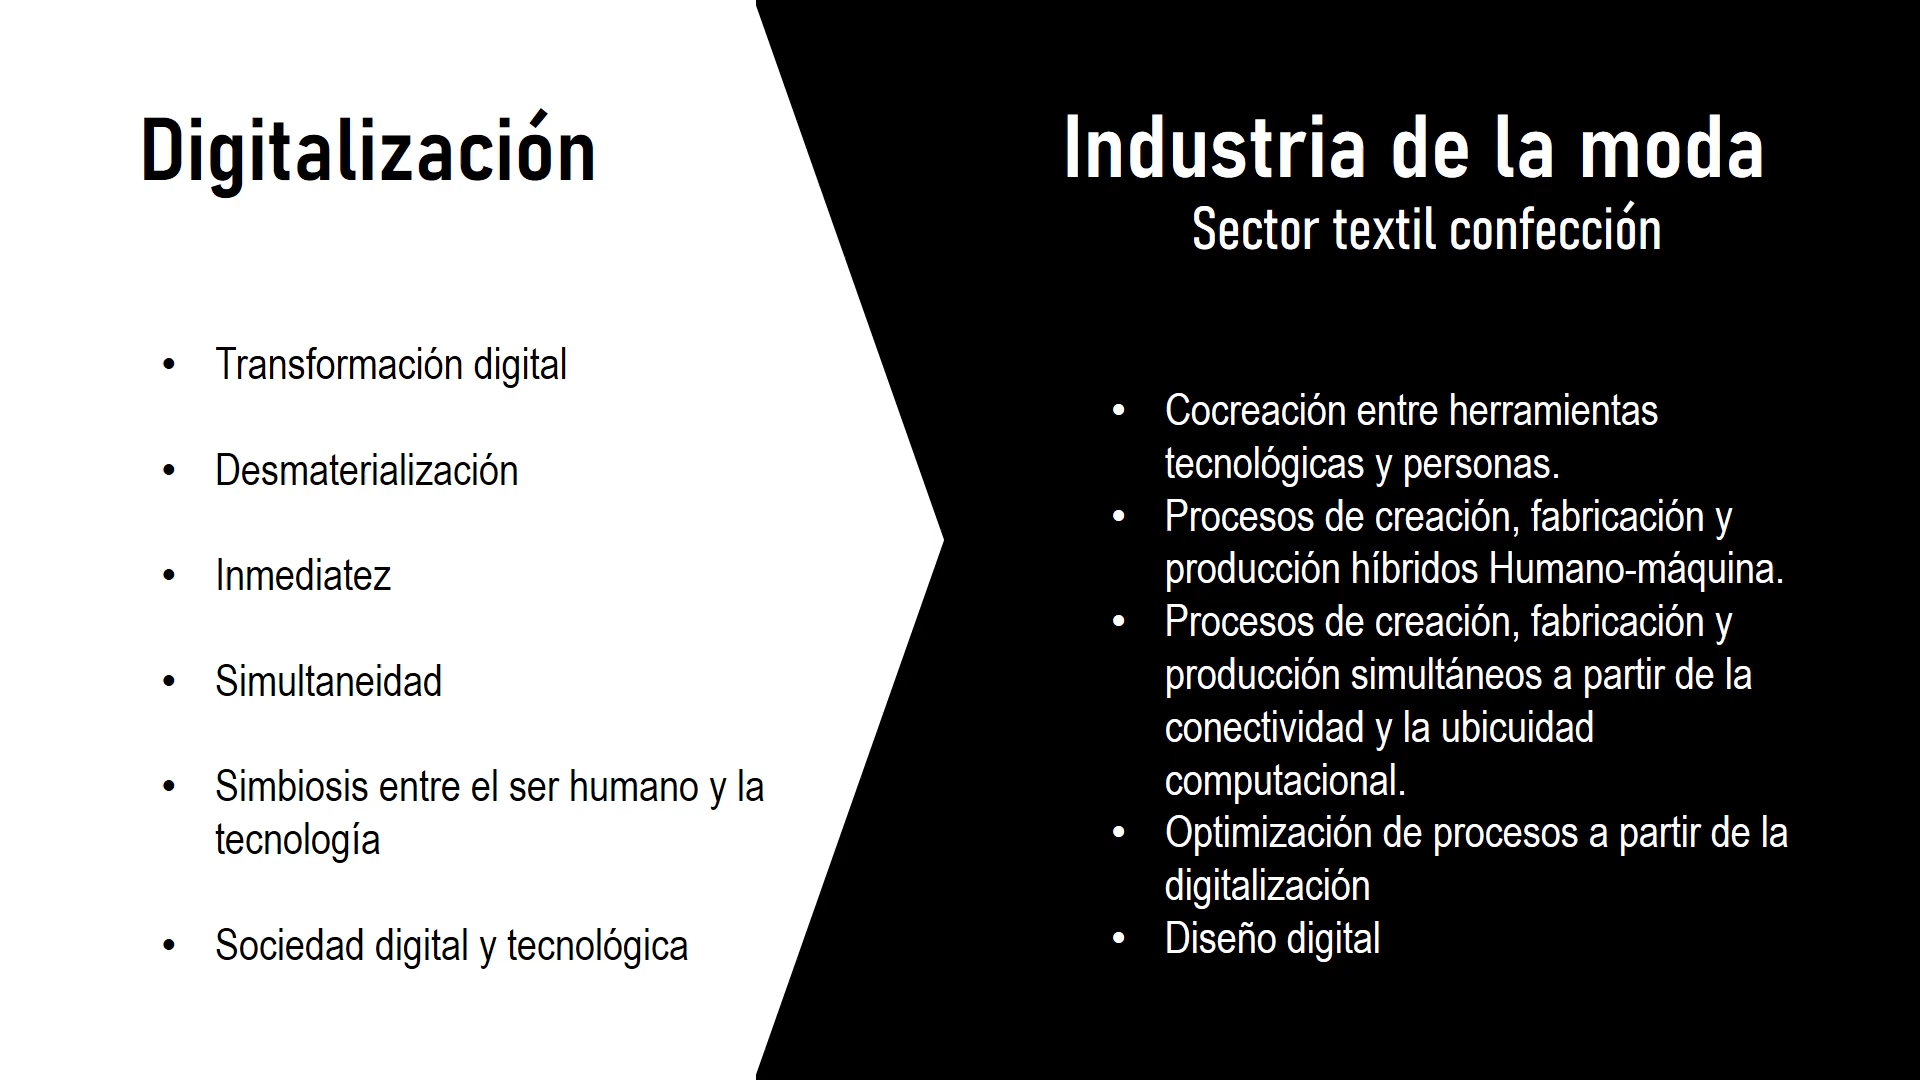 Digitalización
• Transformación digital
• Desmaterialización
• Inmediatez
• Simultaneidad
• Simbiosis entre el ser humano y la
tecnología
• Sociedad digital y tecnológica
Industria de la moda
Sector textil confección
• Cocreación entre herramientas
tecnológicas y personas.
• Procesos de creación, fabricación y
producción híbridos Humano-máquina.
• Procesos de creación, fabricación y
producción simultáneos a partir de la
conectividad y la ubicuidad
computacional.
• Optimización de procesos a partir de la
digitalización
• Diseño digital